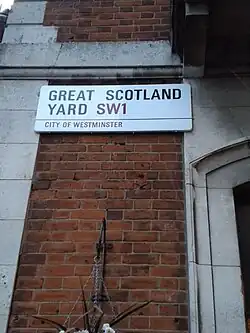 GREAT SCOTLAND
YARD SW1
CITY OF WESTMINSTER